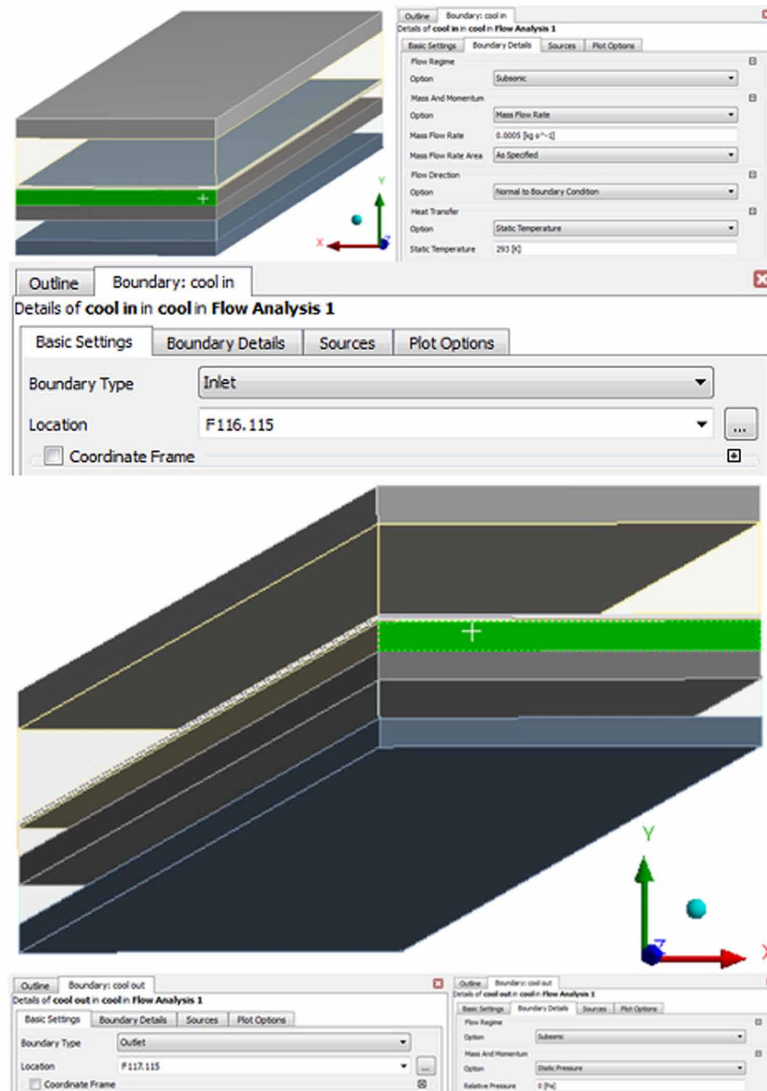 Outline Boundary: cool in
Details of cool in in cool in Flow Analysis 1
Basic Settings Boundary Details Sources Plot Options
Flow Regime
Option Subsonic
Mass And Momentum
Option Mass Flow Rate
Mass Flow Rate 0.0005 [kg s^-1]
Mass Flow Rate Area As Specified
Flow Direction
Option Normal to Boundary Condition
Heat Transfer
Option Static Temperature
Static Temperature 293 [K]
Y
X
Z
Outline Boundary: cool in
Details of cool in in cool in Flow Analysis 1
Basic Settings Boundary Details Sources Plot Options
Boundary Type Inlet
Location F116.115 ...
Coordinate Frame
Y
Z
X
Outline Boundary: cool out
Details of cool out in cool in Flow Analysis 1
Basic Settings Boundary Details Sources Plot Options
Boundary Type Outlet
Location F117.115 ...
Coordinate Frame
Outline Boundary: cool out
Details of cool out in cool in Flow Analysis 1
Basic Settings Boundary Details Sources Plot Options
Flow Regime
Option Subsonic
Mass And Momentum
Option Static Pressure
Relative Pressure 0 [Pa]